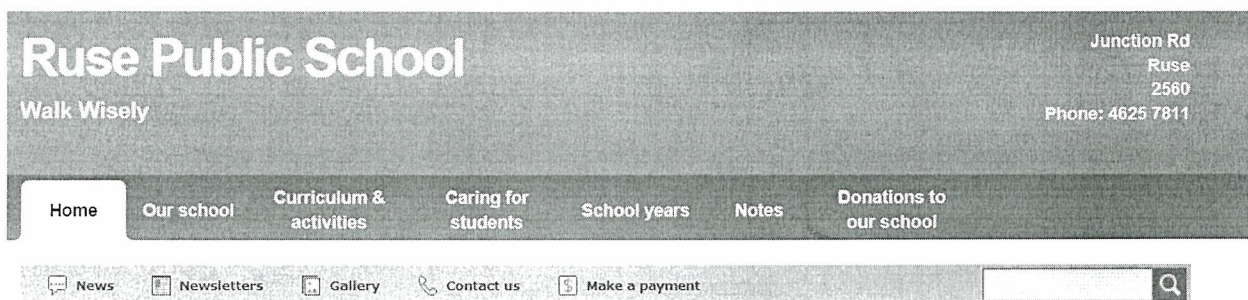 Ruse Public School
Walk Wisely
Junction Rd
Ruse
2560
Phone: 4625 7811
Home
Our school
Curriculum &
activities
Caring for
students
School years
Notes
Donations to
our school
News
Newsletters
Gallery
Contact us
Make a payment